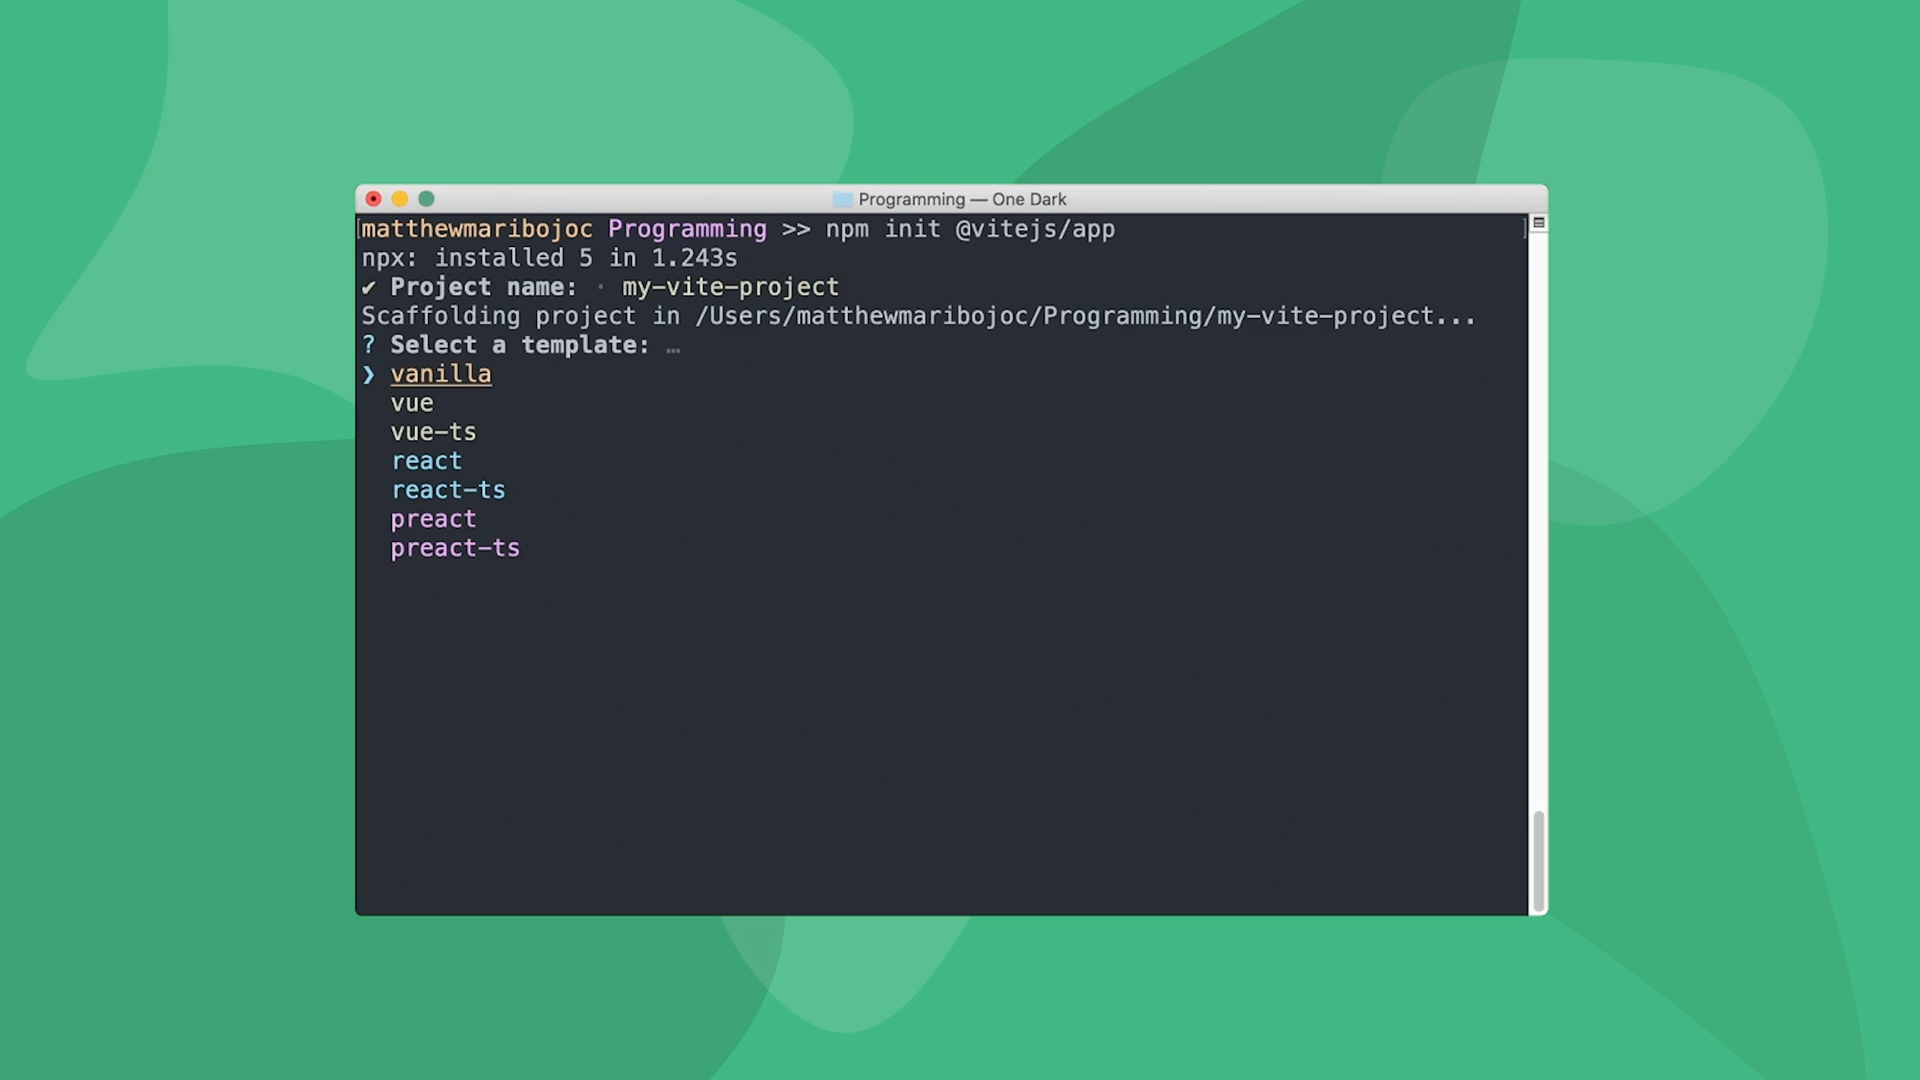 Programming — One Dark
[matthewmaribojoc Programming >> npm init @vitejs/app ]
npx: installed 5 in 1.243s
✔ Project name: · my-vite-project
Scaffolding project in /Users/matthewmaribojoc/Programming/my-vite-project...
? Select a template: …
❯ vanilla
vue
vue-ts
react
react-ts
preact
preact-ts